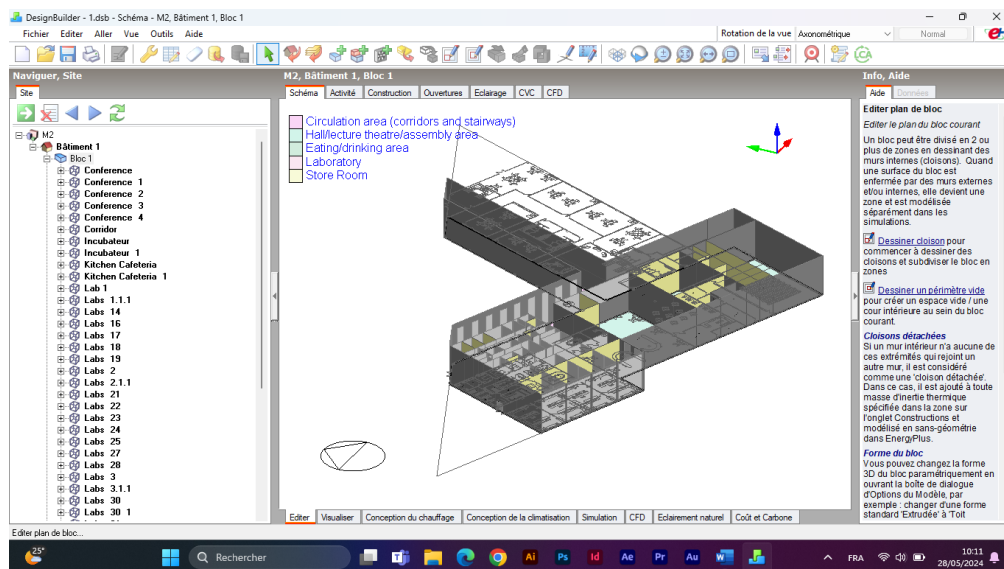 DesignBuilder - 1.dsb - Schéma - M2, Bâtiment 1, Bloc 1
Fichier Editer Aller Vue Outils Aide
Rotation de la vue Axonométrique Normal
Naviguer, Site
Site
M2
Bâtiment 1
Bloc 1
Conference
Conference 1
Conference 2
Conference 3
Conference 4
Corridor
Incubateur
Incubateur 1
Kitchen Cafeteria
Kitchen Cafeteria 1
Lab 1
Labs 1.1.1
Labs 14
Labs 16
Labs 17
Labs 18
Labs 19
Labs 2
Labs 2.1.1
Labs 21
Labs 22
Labs 23
Labs 24
Labs 25
Labs 27
Labs 28
Labs 3
Labs 3.1.1
Labs 30
Labs 30 1
M2, Bâtiment 1, Bloc 1
Schéma Activité Construction Ouvertures Eclairage CVC CFD
Circulation area (corridors and stairways)
Hall/lecture theatre/assembly area
Eating/drinking area
Laboratory
Store Room
Editer Visualiser Conception du chauffage Conception de la climatisation Simulation CFD Eclairement naturel Coût et Carbone
Info, Aide
Aide Données
Editer plan de bloc
Editer le plan du bloc courant
Un bloc peut être divisé en 2 ou
plus de zones en dessinant des
murs internes (cloisons). Quand
une surface du bloc est
enfermée par des murs externes
et/ou internes, elle devient une
zone et est modélisée
séparément dans les
simulations.
Dessiner cloison pour
commencer à dessiner des
cloisons et subdiviser le bloc en
zones
Dessiner un périmètre vide
pour créer un espace vide / une
cour intérieure au sein du bloc
courant.
Cloisons détachées
Si un mur intérieur n'a aucune de
ces extrémités qui rejoint un
autre mur, il est considéré
comme une 'cloison détachée'.
Dans ce cas, il est ajouté à toute
masse d'inertie thermique
spécifiée dans la zone sur
l'onglet Constructions et
modélisé en sans-géométrie
dans EnergyPlus.
Forme du bloc
Vous pouvez changez la forme
3D du bloc paramétriquement en
ouvrant la boîte de dialogue
d'Options du Modèle, par
exemple : changer d'une forme
standard 'Extrudée' à 'Toit
Editer plan de bloc...
25°
Rechercher
Ai Ps Id Ae Pr Au
FRA
10:11
28/05/2024